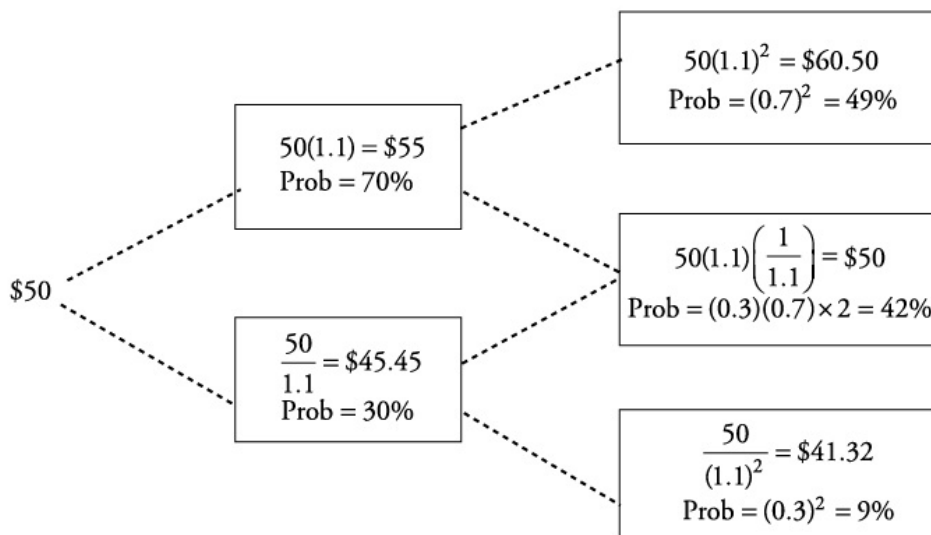 $50
50(1.1) = $55
Prob = 70%
50/1.1 = $45.45
Prob = 30%
50(1.1)² = $60.50
Prob = (0.7)² = 49%
50(1.1)(1/1.1) = $50
Prob = (0.3)(0.7) × 2 = 42%
50/(1.1)² = $41.32
Prob = (0.3)² = 9%